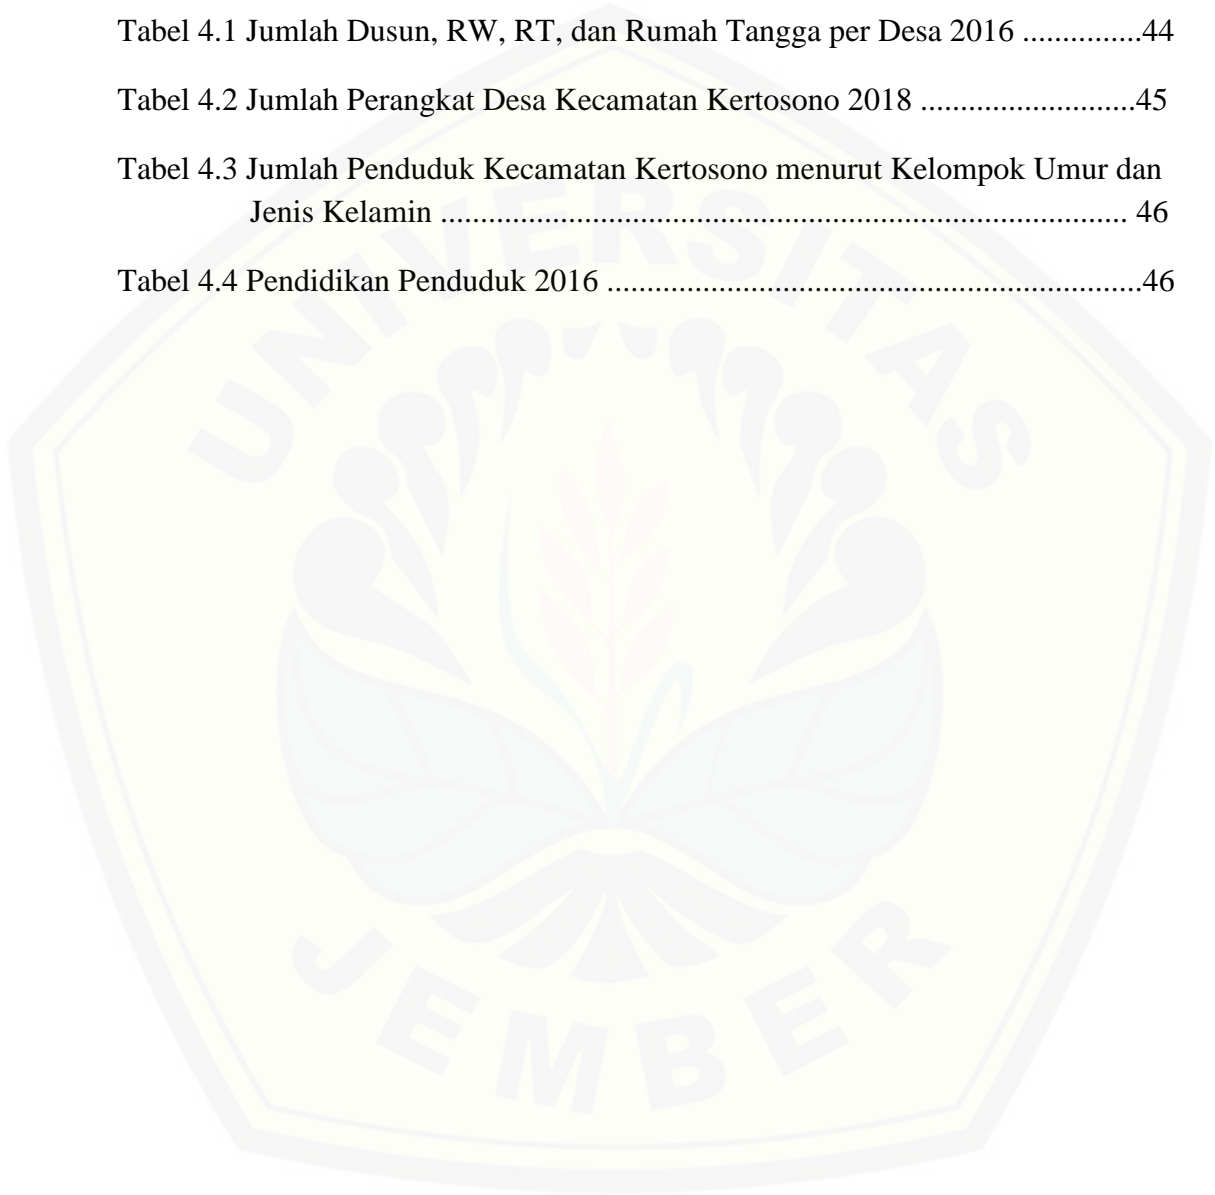 Tabel 4.1 Jumlah Dusun, RW, RT, dan Rumah Tangga per Desa 2016 ...............44
Tabel 4.2 Jumlah Perangkat Desa Kecamatan Kertosono 2018 ...........................45
Tabel 4.3 Jumlah Penduduk Kecamatan Kertosono menurut Kelompok Umur dan
Jenis Kelamin ....................................................................................... 46
Tabel 4.4 Pendidikan Penduduk 2016 ....................................................................46
UNIVERSITAS
JEMBER